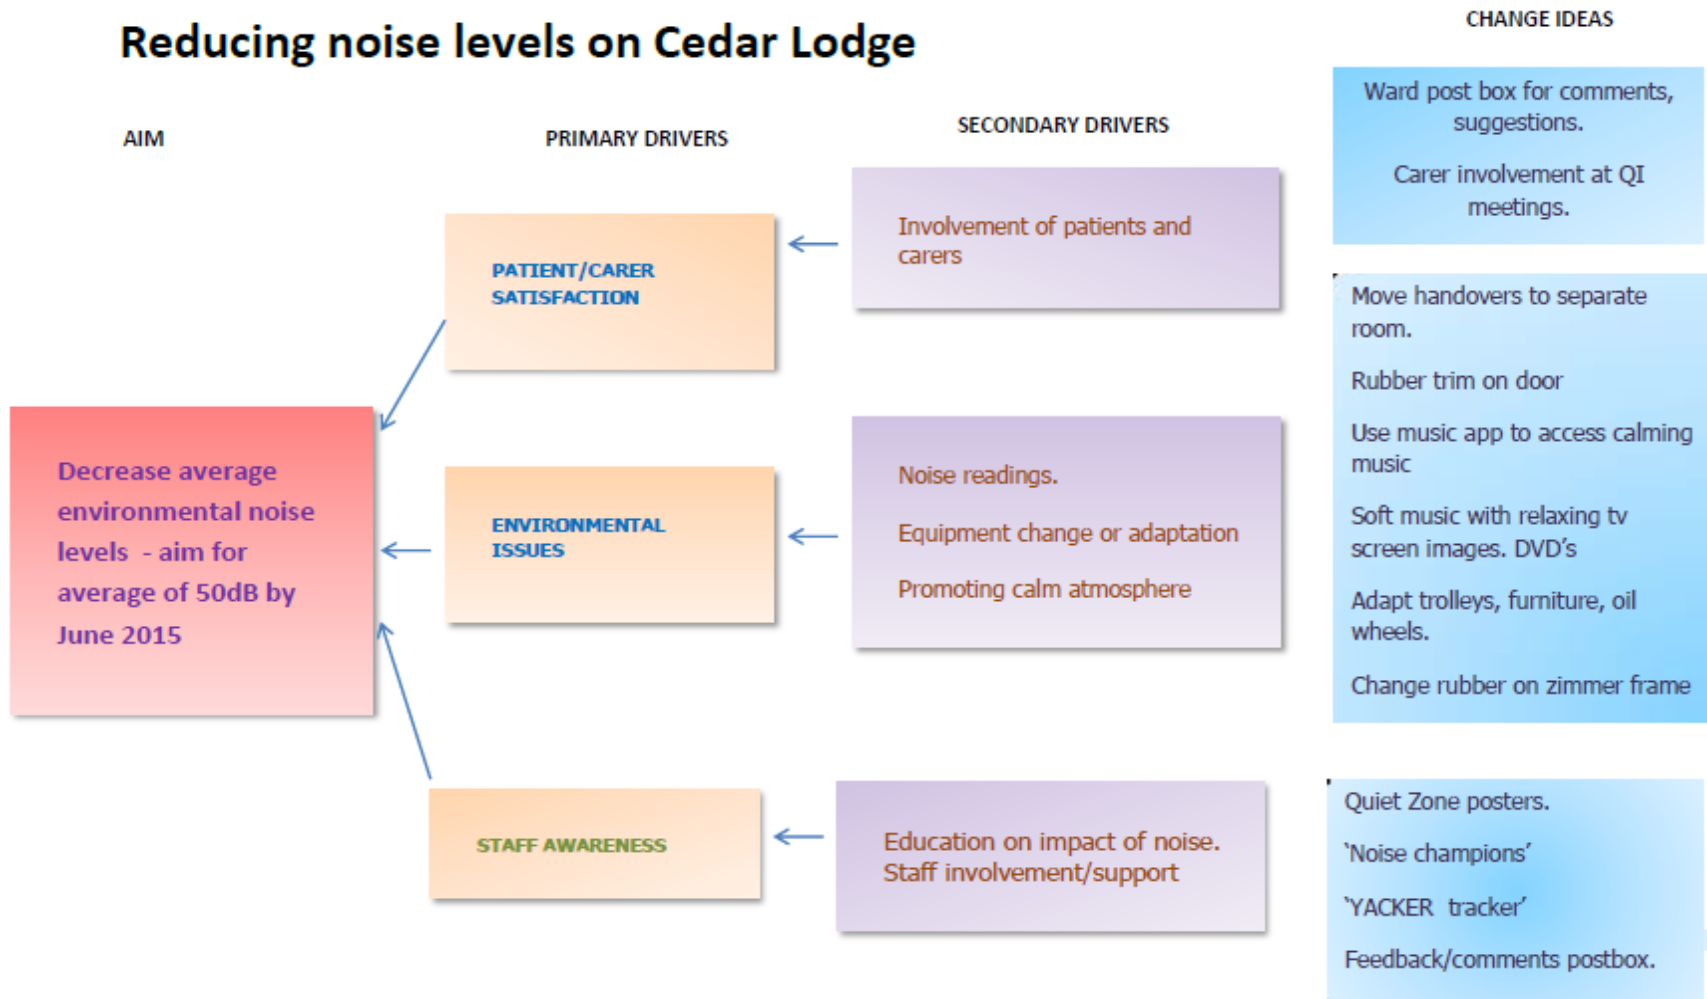 Reducing noise levels on Cedar Lodge
AIM
PRIMARY DRIVERS
SECONDARY DRIVERS
CHANGE IDEAS
Decrease average
environmental noise
levels  - aim for
average of 50dB by
June 2015
PATIENT/CARER
SATISFACTION
ENVIRONMENTAL
ISSUES
STAFF AWARENESS
Involvement of patients and
carers
Noise readings.
Equipment change or adaptation
Promoting calm atmosphere
Education on impact of noise.
Staff involvement/support
Ward post box for comments,
suggestions.
Carer involvement at QI
meetings.
Move handovers to separate
room.
Rubber trim on door
Use music app to access calming
music
Soft music with relaxing tv
screen images. DVD’s
Adapt trolleys, furniture, oil
wheels.
Change rubber on zimmer frame
Quiet Zone posters.
‘Noise champions’
‘YACKER  tracker’
Feedback/comments postbox.